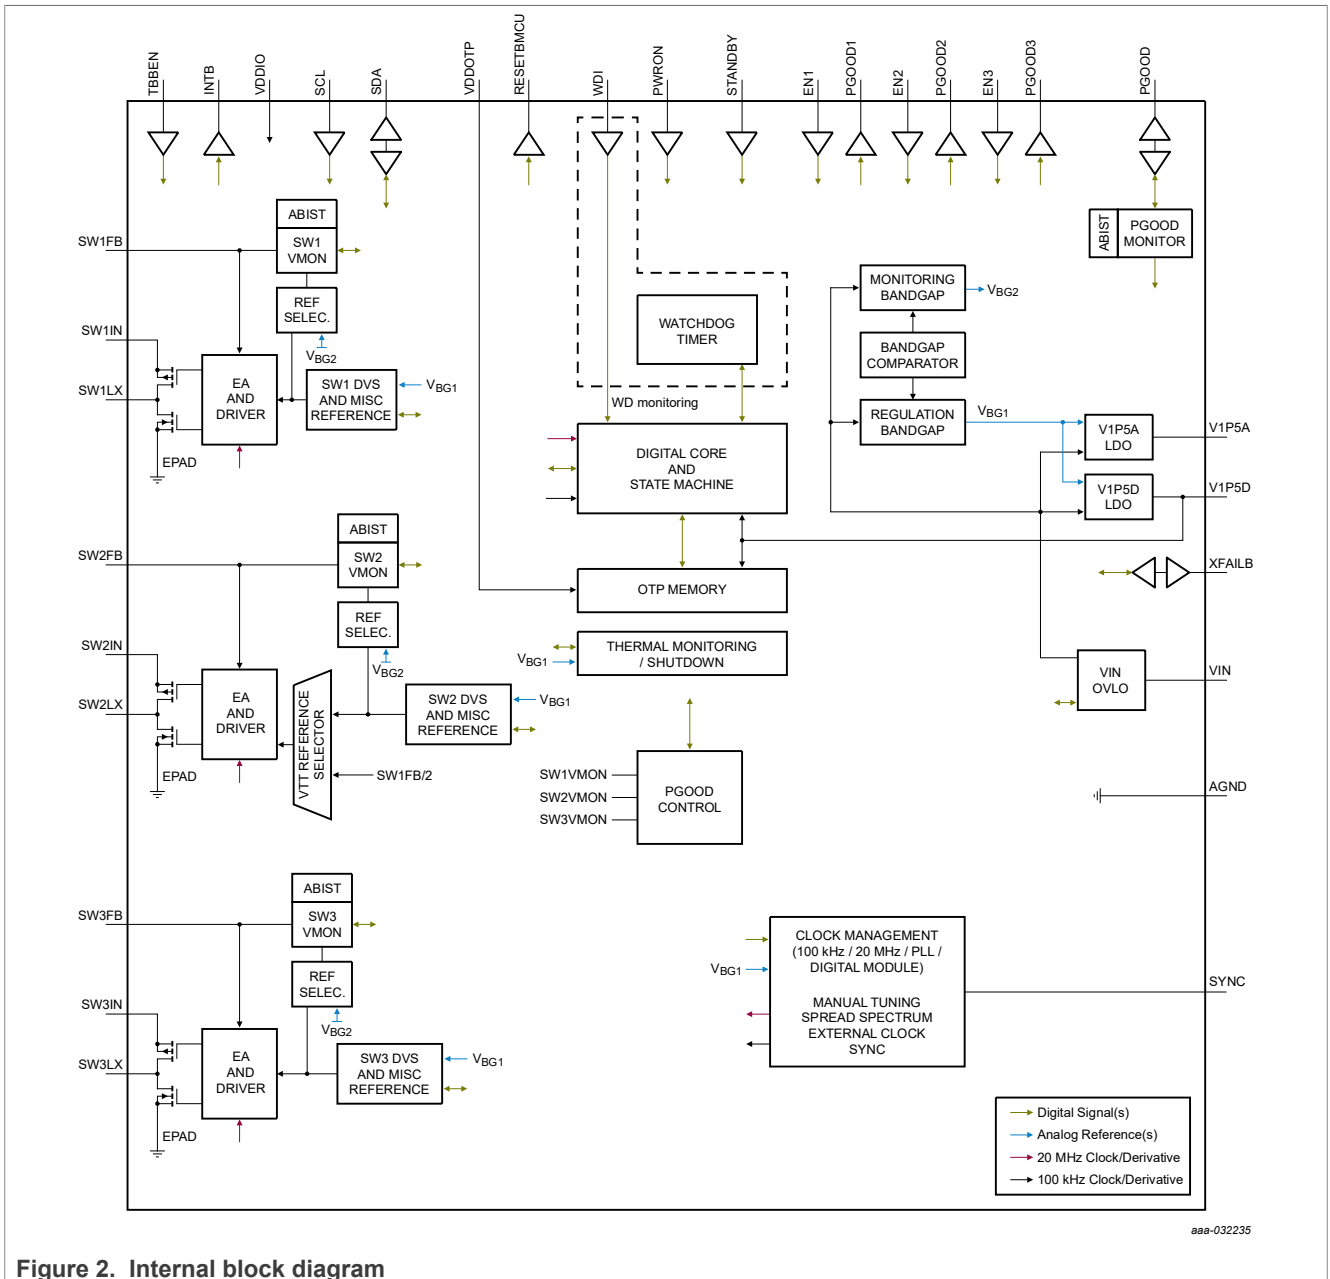 TBBEN
INTB
VDDIO
SCL
SDA
VDDOTP
RESETBMCU
WDI
PWRON
STANDBY
EN1
PGOOD1
EN2
PGOOD2
EN3
PGOOD3
PGOOD
ABIST
SW1
VMON
REF
SELEC.
VBG2
SW1FB
SW1IN
SW1LX
EA
AND
DRIVER
SW1 DVS
AND MISC
REFERENCE
VBG1
EPAD
WATCHDOG
TIMER
WD monitoring
DIGITAL CORE
AND
STATE MACHINE
OTP MEMORY
THERMAL MONITORING
/ SHUTDOWN
VBG1
ABIST
PGOOD
MONITOR
MONITORING
BANDGAP
VBG2
BANDGAP
COMPARATOR
REGULATION
BANDGAP
VBG1
V1P5A
LDO
V1P5A
V1P5D
LDO
V1P5D
XFAILB
VIN
OVLO
VIN
AGND
ABIST
SW2
VMON
REF
SELEC.
VBG2
SW2FB
SW2IN
SW2LX
EA
AND
DRIVER
VTT REFERENCE
SELECTOR
SW2 DVS
AND MISC
REFERENCE
VBG1
SW1FB/2
EPAD
SW1VMON
SW2VMON
SW3VMON
PGOOD
CONTROL
ABIST
SW3
VMON
REF
SELEC.
VBG2
SW3FB
SW3IN
SW3LX
EA
AND
DRIVER
SW3 DVS
AND MISC
REFERENCE
VBG1
EPAD
CLOCK MANAGEMENT
(100 kHz / 20 MHz / PLL /
DIGITAL MODULE)
VBG1
MANUAL TUNING
SPREAD SPECTRUM
EXTERNAL CLOCK
SYNC
SYNC
Digital Signal(s)
Analog Reference(s)
20 MHz Clock/Derivative
100 kHz Clock/Derivative
aaa-032235
Figure 2. Internal block diagram